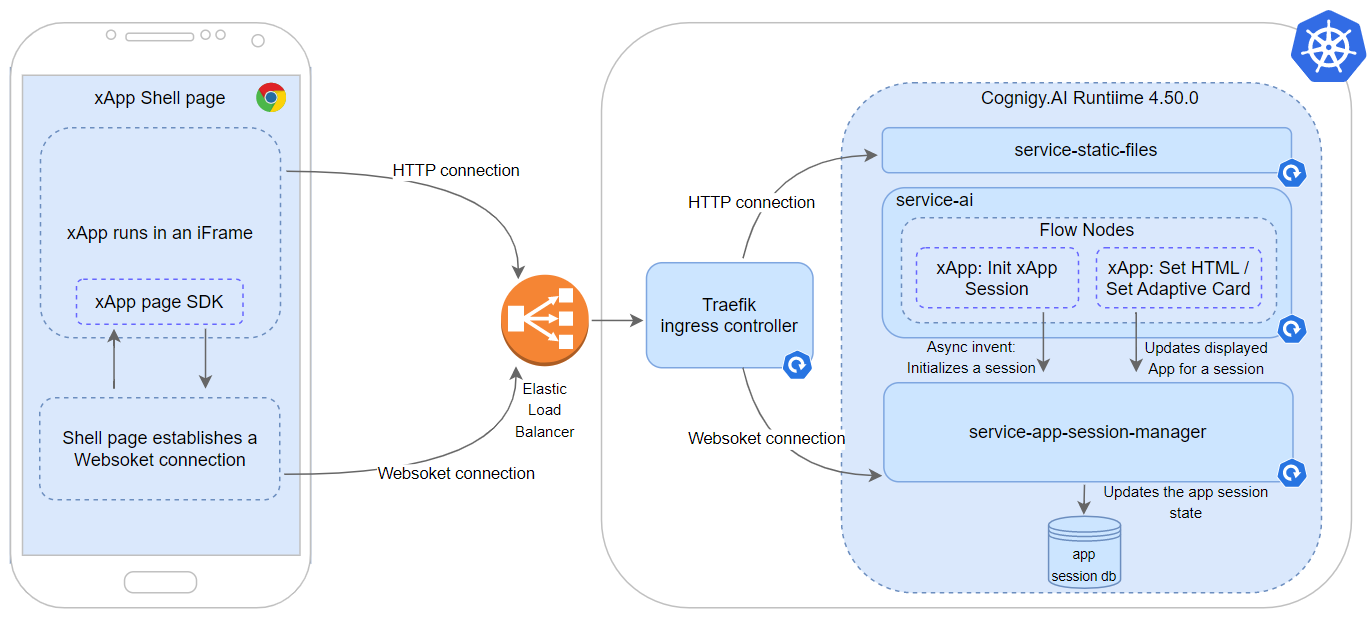 xApp Shell page
xApp runs in an iFrame
xApp page SDK
Shell page establishes a
Websoket connection
HTTP connection
Websoket connection
Elastic
Load
Balancer
Traefik
ingress controller
HTTP connection
Websoket connection
Cognigy.AI Runtiime 4.50.0
service-static-files
service-ai
Flow Nodes
xApp: Init xApp
Session
xApp: Set HTML /
Set Adaptive Card
Async invent:
Initializes a session
Updates displayed
App for a session
service-app-session-manager
Updates the app session
state
app
session db